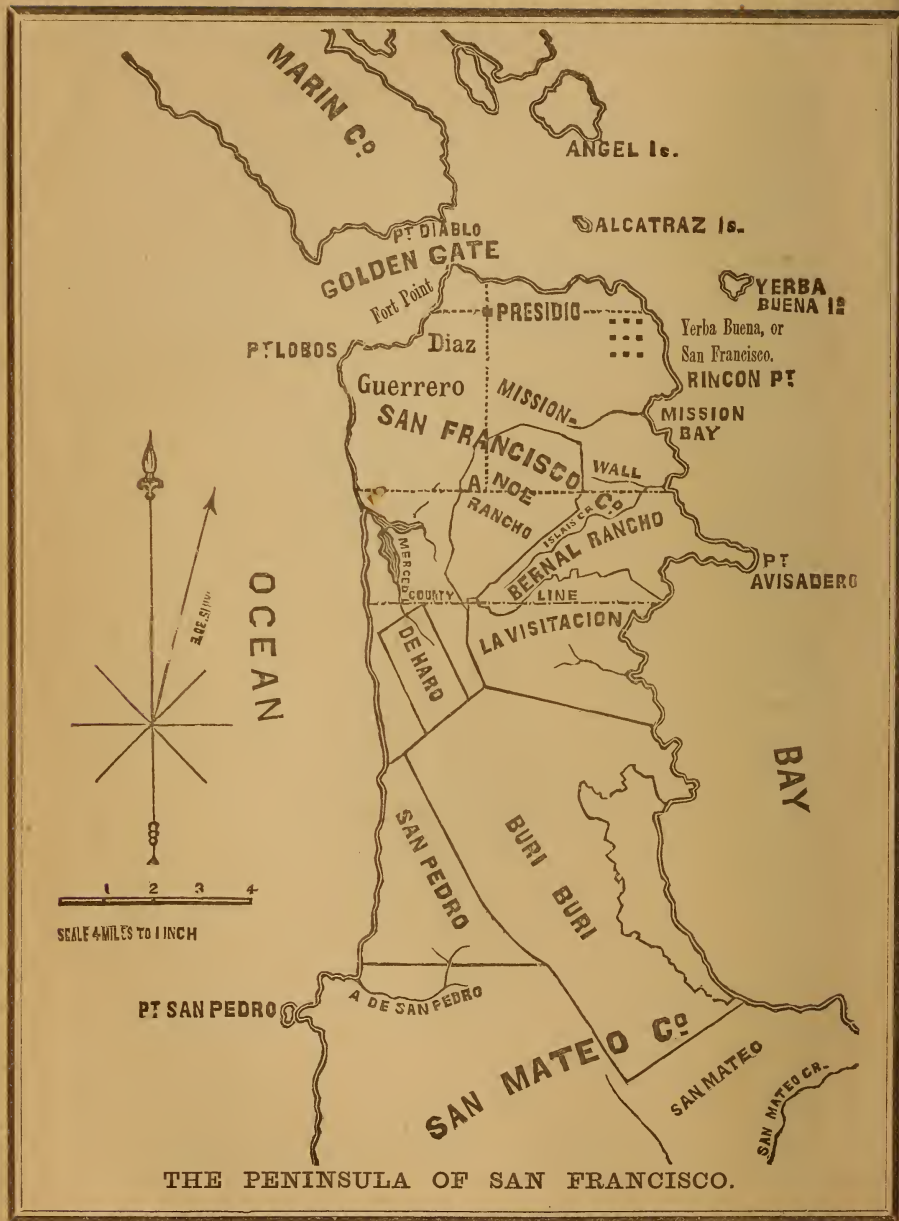 MARIN Cº
ANGEL Is.
ALCATRAZ Is.
PT DIABLO
GOLDEN GATE
Fort Point
YERBA
BUENA Iś
PRESIDIO
Yerba Buena, or
San Francisco.
PT LOBOS
Diaz
RINCON PT
Guerrero
MISSION
MISSION
BAY
SAN FRANCISCO Cº
WALL
A
NOE
RANCHO
ISLAIS CR.
BERNAL RANCHO
MERCED
PT
AVISADERO
COUNTY LINE
OCEAN
LA VISITACION
DE HARO
BAY
SAN PEDRO
BURI BURI
1 2 3 4
SCALE 4 MILES TO 1 INCH
A DE SAN PEDRO
PT SAN PEDRO
SAN MATEO Cº
SAN MATEO
SAN MATEO CR.
THE PENINSULA OF SAN FRANCISCO.